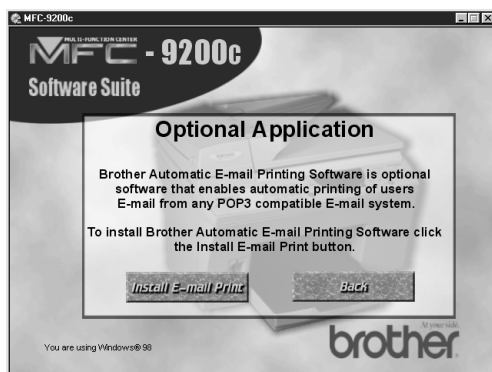 MFC-9200c
MULTI-FUNCTION CENTER
MFC - 9200c
Software Suite
Optional Application
Brother Automatic E-mail Printing Software is optional
software that enables automatic printing of users
E-mail from any POP3 compatible E-mail system.
To install Brother Automatic E-mail Printing Software click
the Install E-mail Print button.
Install E-mail Print
Back
At your side.
brother
You are using Windows® 98